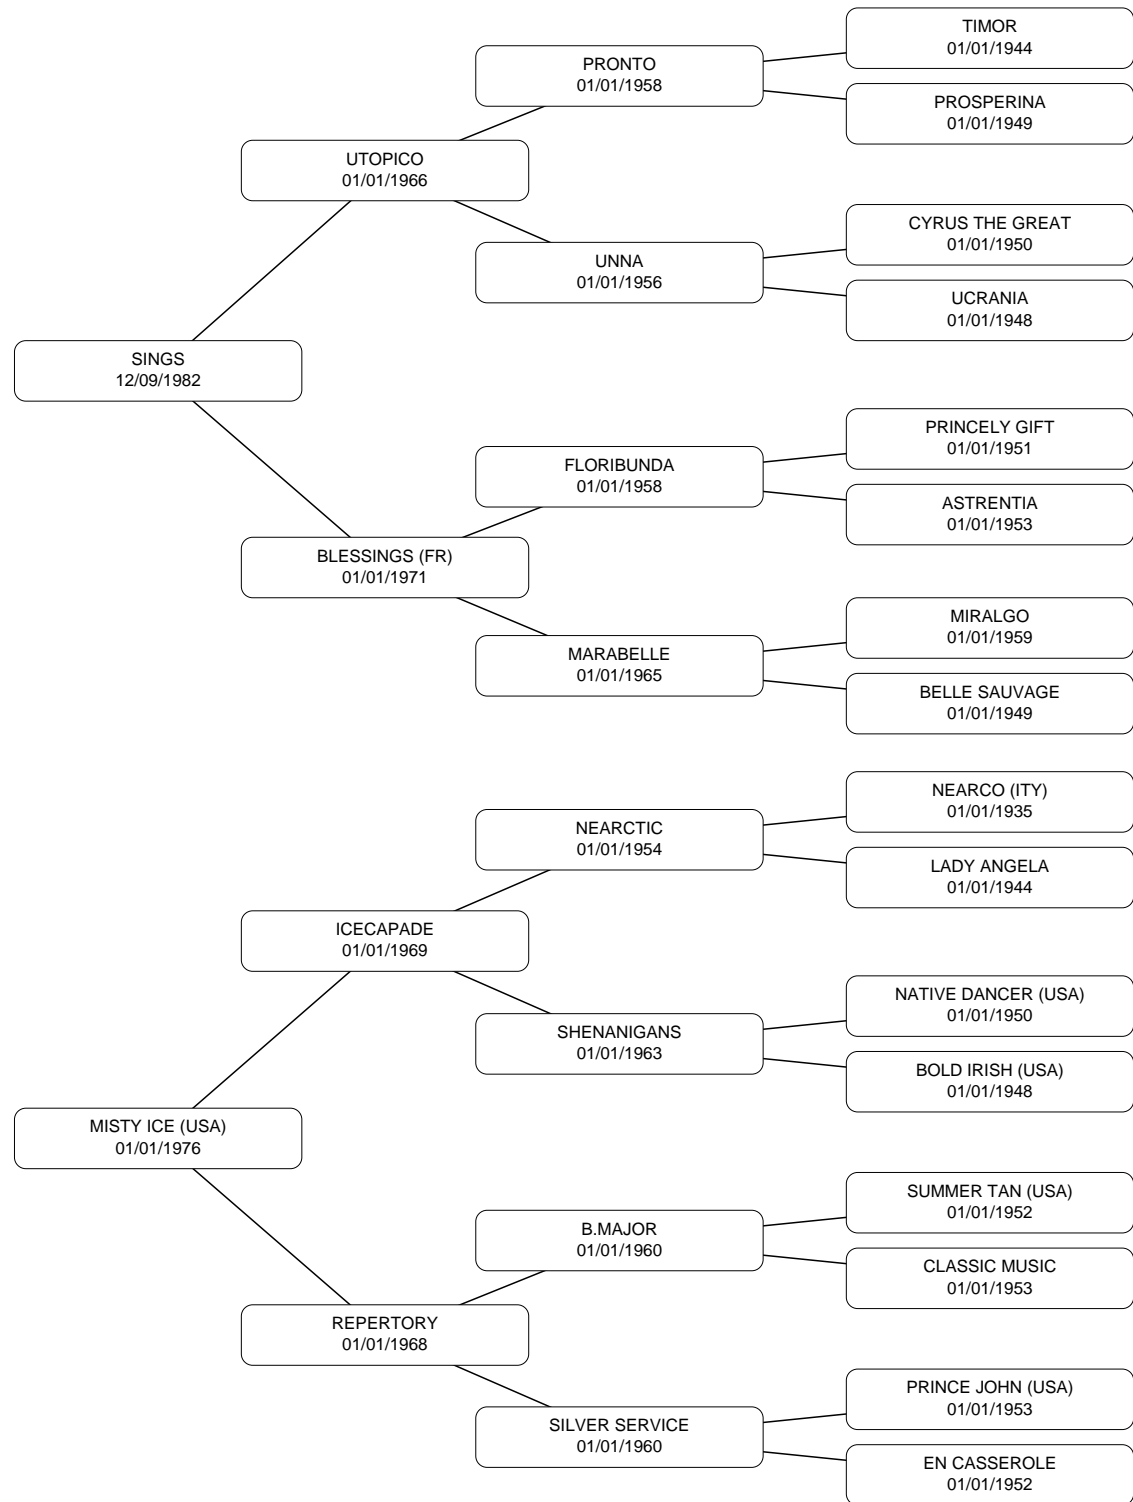 TIMOR
01/01/1944
PRONTO
01/01/1958
PROSPERINA
01/01/1949
UTOPICO
01/01/1966
CYRUS THE GREAT
01/01/1950
UNNA
01/01/1956
UCRANIA
01/01/1948
SINGS
12/09/1982
PRINCELY GIFT
01/01/1951
FLORIBUNDA
01/01/1958
ASTRENTIA
01/01/1953
BLESSINGS (FR)
01/01/1971
MIRALGO
01/01/1959
MARABELLE
01/01/1965
BELLE SAUVAGE
01/01/1949
NEARCO (ITY)
01/01/1935
NEARCTIC
01/01/1954
LADY ANGELA
01/01/1944
ICECAPADE
01/01/1969
NATIVE DANCER (USA)
01/01/1950
SHENANIGANS
01/01/1963
BOLD IRISH (USA)
01/01/1948
MISTY ICE (USA)
01/01/1976
SUMMER TAN (USA)
01/01/1952
B.MAJOR
01/01/1960
CLASSIC MUSIC
01/01/1953
REPERTORY
01/01/1968
PRINCE JOHN (USA)
01/01/1953
SILVER SERVICE
01/01/1960
EN CASSEROLE
01/01/1952